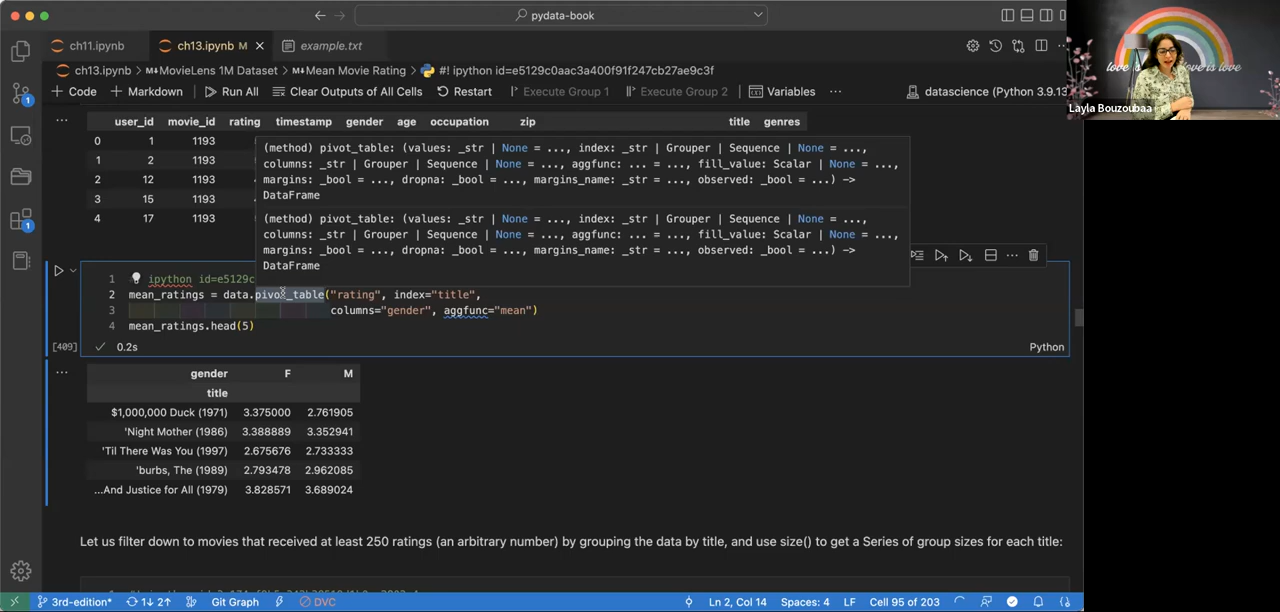 pydata-book
ch11.ipynb
ch13.ipynb M
example.txt
ch13.ipynb > M↓MovieLens 1M Dataset > M↓Mean Movie Rating > #! ipython id=e5129c0aac3a400f91f247cb27ae9c3f
+ Code + Markdown Run All Clear Outputs of All Cells Restart Execute Group 1 Execute Group 2 Variables ... datascience (Python 3.9.13
love is love is love
Layla Bouzoubaa
user_id movie_id rating timestamp gender age occupation zip title genres
0 1 1193
1 2 1193
2 12 1193
3 15 1193
4 17 1193
(method) pivot_table: (values: _str | None = ..., index: _str | Grouper | Sequence | None = ...,
columns: _str | Grouper | Sequence | None = ..., aggfunc: ... = ..., fill_value: Scalar | None = ...,
margins: _bool = ..., dropna: _bool = ..., margins_name: _str = ..., observed: _bool = ...) ->
DataFrame
(method) pivot_table: (values: _str | None = ..., index: _str | Grouper | Sequence | None = ...,
columns: _str | Grouper | Sequence | None = ..., aggfunc: ... = ..., fill_value: Scalar | None = ...,
margins: _bool = ..., dropna: _bool = ..., margins_name: _str = ..., observed: _bool = ...) ->
DataFrame
1 ipython id=e5129c
2 mean_ratings = data.pivot_table("rating", index="title",
3 columns="gender", aggfunc="mean")
4 mean_ratings.head(5)
[409] 0.2s Python
gender F M
title
$1,000,000 Duck (1971) 3.375000 2.761905
'Night Mother (1986) 3.388889 3.352941
'Til There Was You (1997) 2.675676 2.733333
'burbs, The (1989) 2.793478 2.962085
...And Justice for All (1979) 3.828571 3.689024
Let us filter down to movies that received at least 250 ratings (an arbitrary number) by grouping the data by title, and use size() to get a Series of group sizes for each title:
3rd-edition* 1↓ 2↑ Git Graph DVC Ln 2, Col 14 Spaces: 4 LF Cell 95 of 203